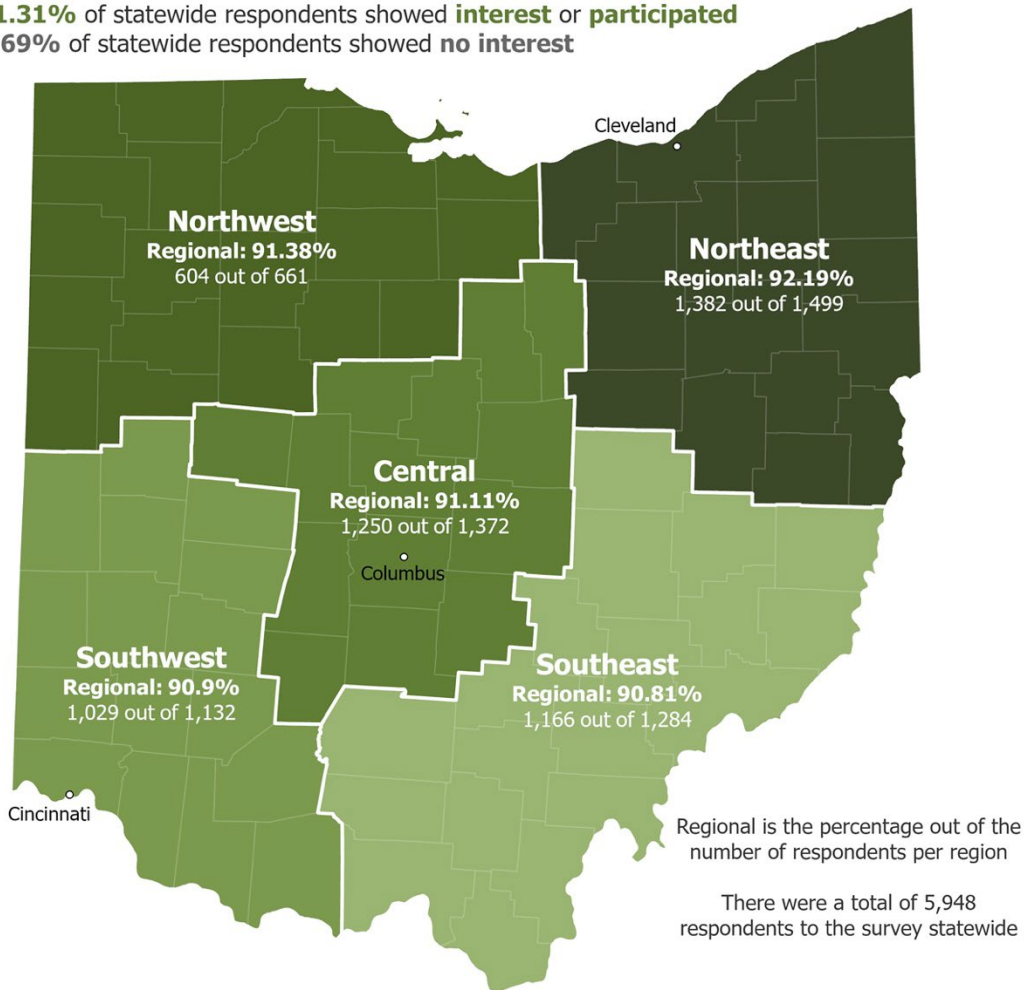 1.31% of statewide respondents showed interest or participated
69% of statewide respondents showed no interest
Cleveland
Northwest
Regional: 91.38%
604 out of 661
Northeast
Regional: 92.19%
1,382 out of 1,499
Central
Regional: 91.11%
1,250 out of 1,372
Columbus
Southwest
Regional: 90.9%
1,029 out of 1,132
Southeast
Regional: 90.81%
1,166 out of 1,284
Cincinnati
Regional is the percentage out of the
number of respondents per region
There were a total of 5,948
respondents to the survey statewide